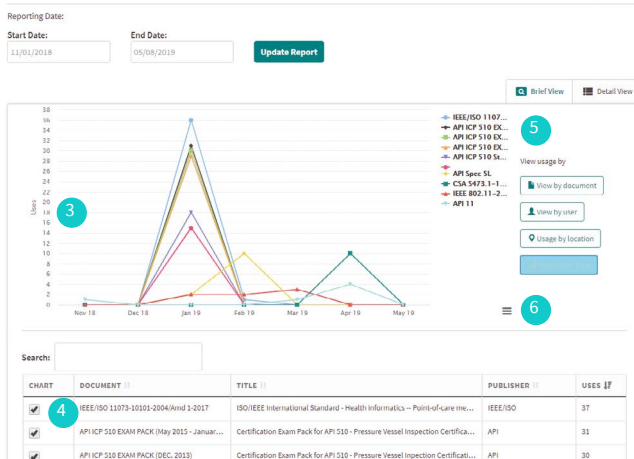 Reporting Date:
Start Date: End Date:
11/01/2018 05/08/2019 Update Report
Brief View Detail View
38
36
34
32
30
28
26
24
22
20
18
16
14
12
10
8
6
4
2
0
Uses
3
Nov 18 Dec 18 Jan 19 Feb 19 Mar 19 Apr 19 May 19
IEEE/ISO 1107...
API ICP 510 EX...
API ICP 510 EX...
API ICP 510 EX...
API ICP 510 St...
API Spec 5L
CSA 5473.1-1...
IEEE 802.11-2...
API 11
5
View usage by
View by document
View by user
Usage by location
6
Search:
CHART DOCUMENT TITLE PUBLISHER USES
4 IEEE/ISO 11073-10101-2004/Amd 1-2017 ISO/IEEE International Standard - Health Informatics -- Point-of-care me... IEEE/ISO 37
API ICP 510 EXAM PACK (May 2015 - Januar... Certification Exam Pack for API 510 - Pressure Vessel Inspection Certifica... API 31
API ICP 510 EXAM PACK (DEC. 2013) Certification Exam Pack for API 510 - Pressure Vessel Inspection Certificati... API 30